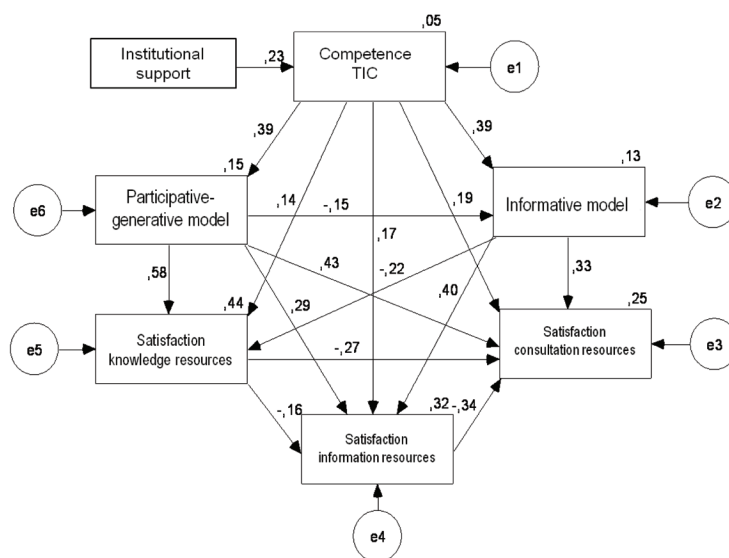 ,05
Institutional
support
,23
Competence
TIC
e1
,39
,39
,15
,13
e6
Participative-
generative model
,14
-,15
,19
Informative model
e2
,17
,58
,43
-,22
,33
,44
,29
,40
,25
e5
Satisfaction
knowledge resources
-,27
Satisfaction
consultation resources
e3
-,16
,32
-,34
Satisfaction
information resources
e4